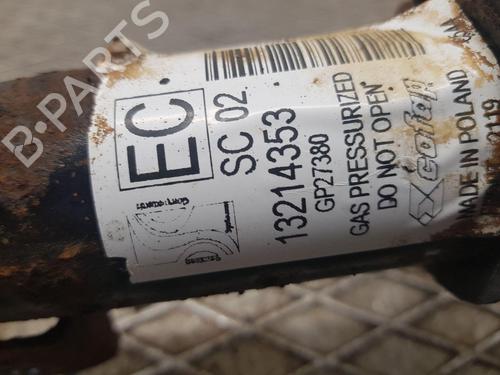 B-PARTS
EC
SC 02
13214353
GP27380
GAS PRESSURIZED
DO NOT OPEN
MADE IN POLAND